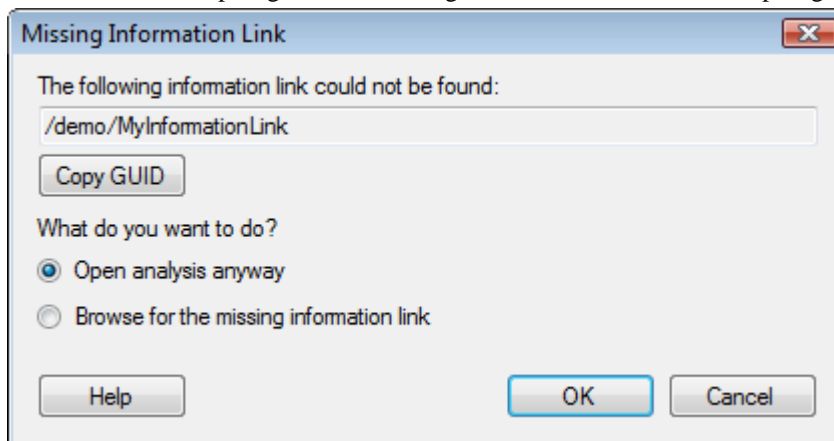 Missing Information Link
The following information link could not be found:
/demo/MyInformationLink
Copy GUID
What do you want to do?
Open analysis anyway
Browse for the missing information link
Help OK Cancel